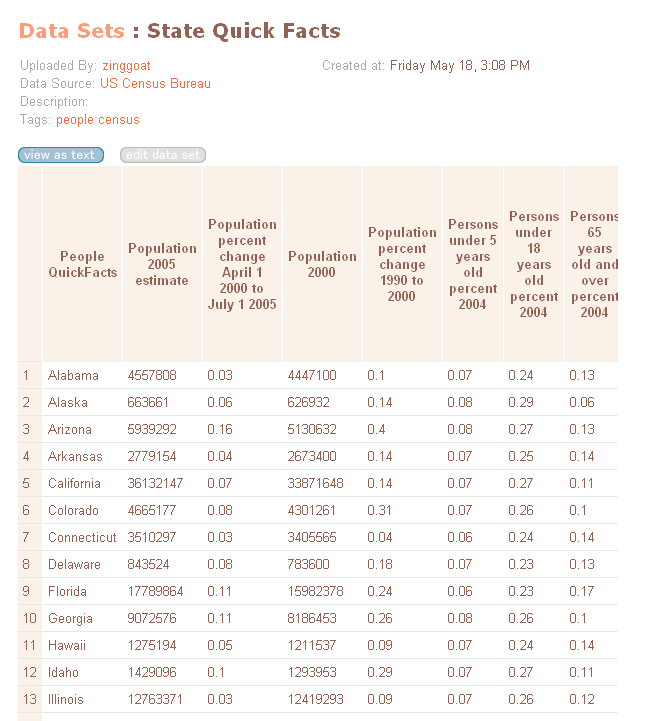 Data Sets : State Quick Facts
Uploaded By: zinggoat Created at: Friday May 18, 3:08 PM
Data Source: US Census Bureau
Description:
Tags: people census
view as text edit data set
People QuickFacts
Population 2005 estimate
Population percent change April 1 2000 to July 1 2005
Population 2000
Population percent change 1990 to 2000
Persons under 5 years old percent 2004
Persons under 18 years old percent 2004
Persons 65 years old and over percent 2004
1 Alabama 4557808 0.03 4447100 0.1 0.07 0.24 0.13
2 Alaska 663661 0.06 626932 0.14 0.08 0.29 0.06
3 Arizona 5939292 0.16 5130632 0.4 0.08 0.27 0.13
4 Arkansas 2779154 0.04 2673400 0.14 0.07 0.25 0.14
5 California 36132147 0.07 33871648 0.14 0.07 0.27 0.11
6 Colorado 4665177 0.08 4301261 0.31 0.07 0.26 0.1
7 Connecticut 3510297 0.03 3405565 0.04 0.06 0.24 0.14
8 Delaware 843524 0.08 783600 0.18 0.07 0.23 0.13
9 Florida 17789864 0.11 15982378 0.24 0.06 0.23 0.17
10 Georgia 9072576 0.11 8186453 0.26 0.08 0.26 0.1
11 Hawaii 1275194 0.05 1211537 0.09 0.07 0.24 0.14
12 Idaho 1429096 0.1 1293953 0.29 0.07 0.27 0.11
13 Illinois 12763371 0.03 12419293 0.09 0.07 0.26 0.12